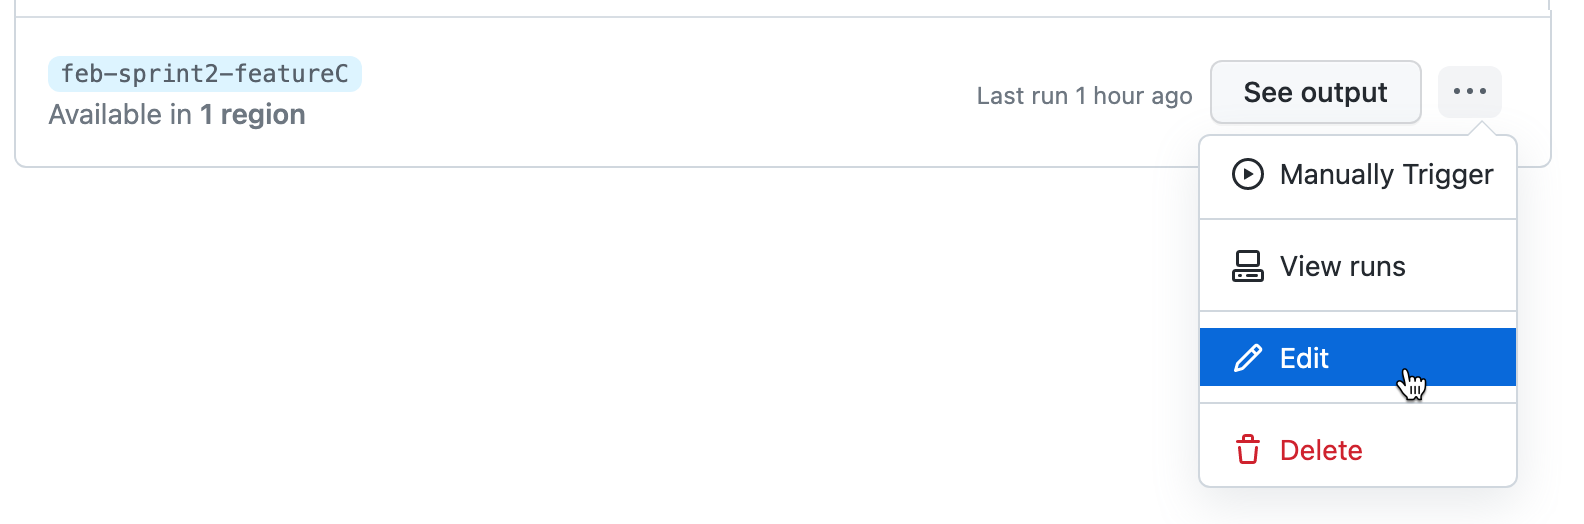 feb-sprint2-featureC
Available in 1 region
Last run 1 hour ago
See output
Manually Trigger
View runs
Edit
Delete